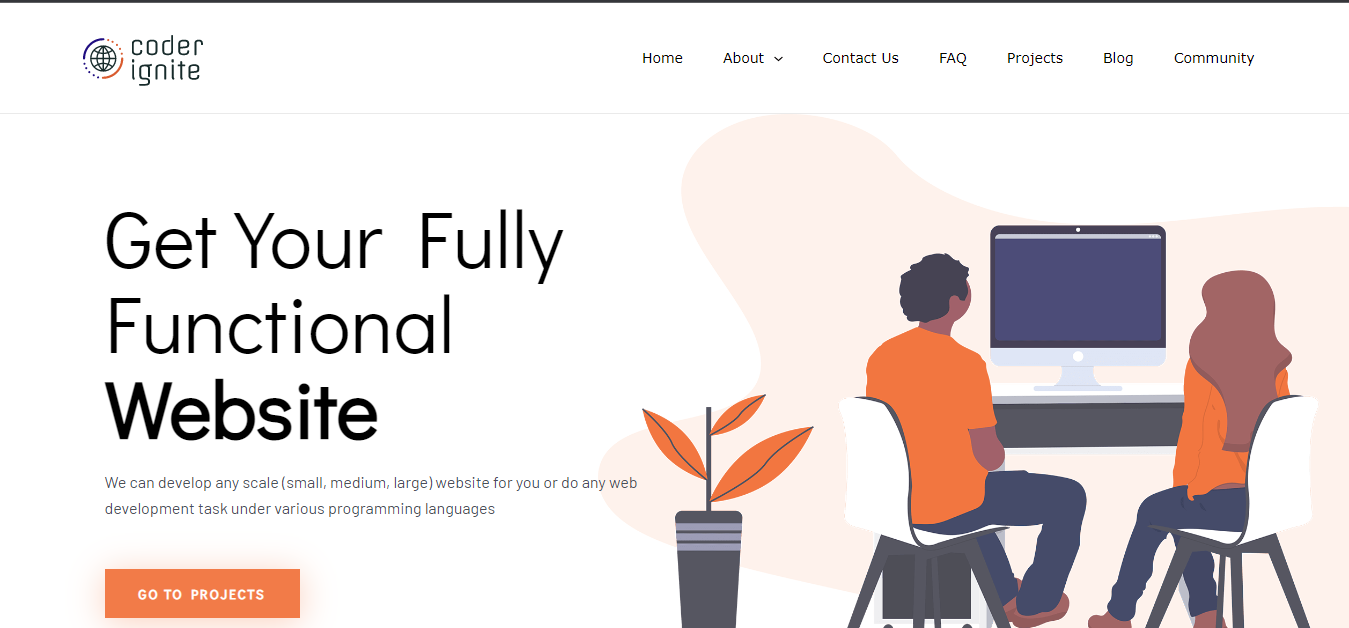 coder
ignite
Home About Contact Us FAQ Projects Blog Community
Get Your Fully
Functional
Website
We can develop any scale (small, medium, large) website for you or do any web
development task under various programming languages
GO TO PROJECTS